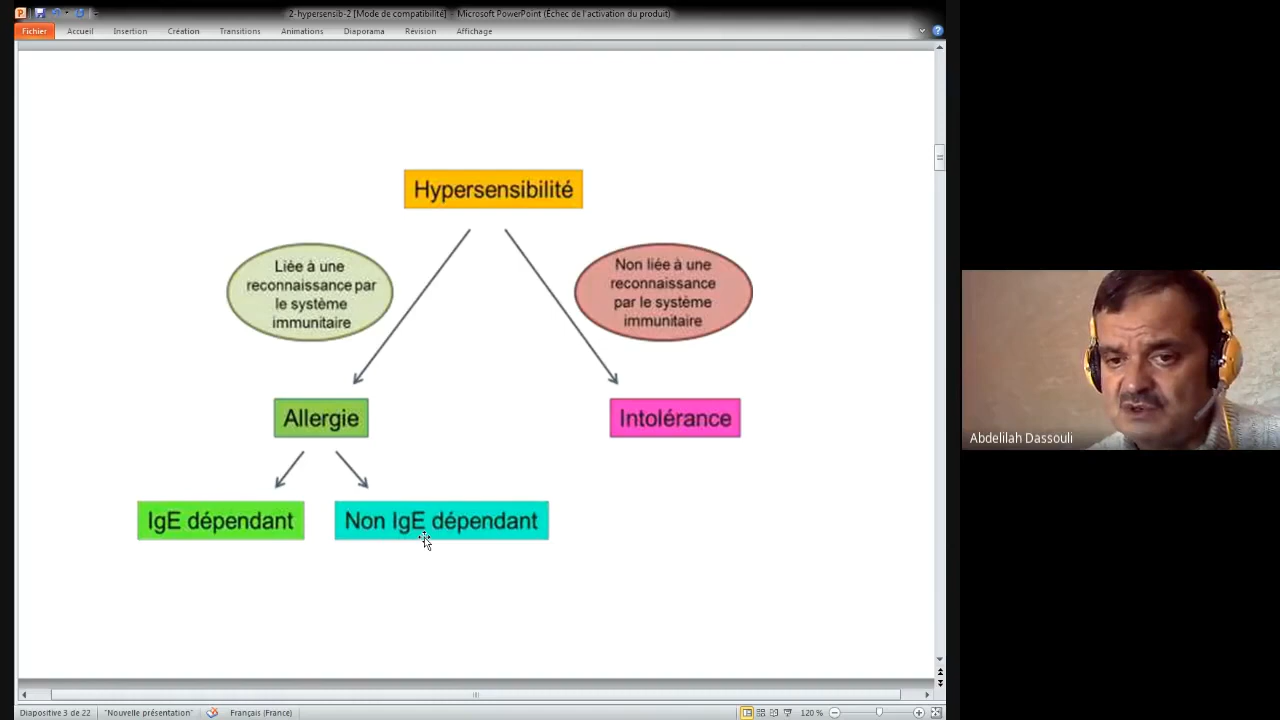 2-hypersensib-2 [Mode de compatibilité] - Microsoft PowerPoint (Échec de l'activation du produit)
Fichier Accueil Insertion Création Transitions Animations Diaporama Révision Affichage
Hypersensibilité
Liée à une
reconnaissance par
le système
immunitaire
Non liée à une
reconnaissance
par le système
immunitaire
Allergie
Intolérance
IgE dépendant
Non IgE dépendant
Abdelilah Dassouli
Diapositive 3 de 22 "Nouvelle présentation" Français (France) 120 %